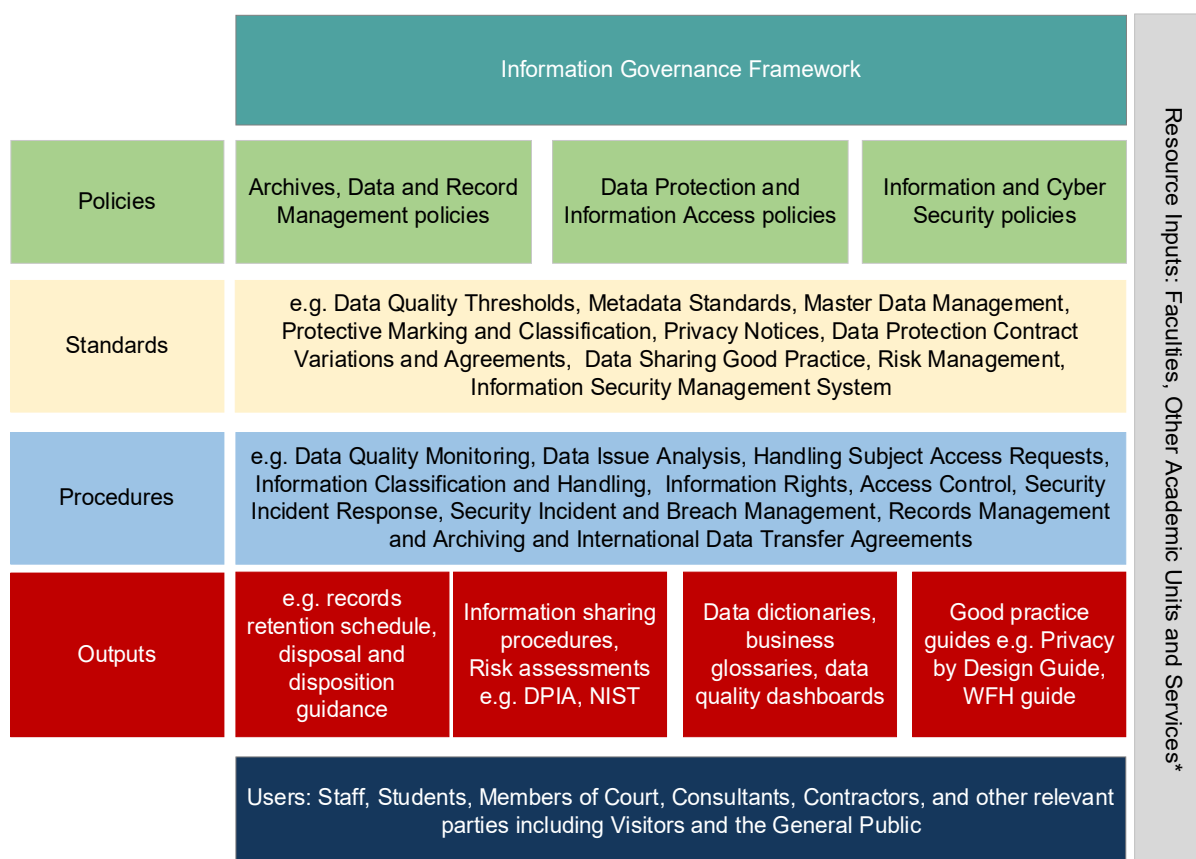 Information Governance Framework
Policies
Archives, Data and Record
Management policies
Data Protection and
Information Access policies
Information and Cyber
Security policies
Standards
e.g. Data Quality Thresholds, Metadata Standards, Master Data Management,
Protective Marking and Classification, Privacy Notices, Data Protection Contract
Variations and Agreements,  Data Sharing Good Practice, Risk Management,
Information Security Management System
Procedures
e.g. Data Quality Monitoring, Data Issue Analysis, Handling Subject Access Requests,
Information Classification and Handling,  Information Rights, Access Control, Security
Incident Response, Security Incident and Breach Management, Records Management
and Archiving and International Data Transfer Agreements
Outputs
e.g. records
retention schedule,
disposal and
disposition
guidance
Information sharing
procedures,
Risk assessments
e.g. DPIA, NIST
Data dictionaries,
business
glossaries, data
quality dashboards
Good practice
guides e.g. Privacy
by Design Guide,
WFH guide
Users: Staff, Students, Members of Court, Consultants, Contractors, and other relevant
parties including Visitors and the General Public
Resource Inputs: Faculties, Other Academic Units and Services*